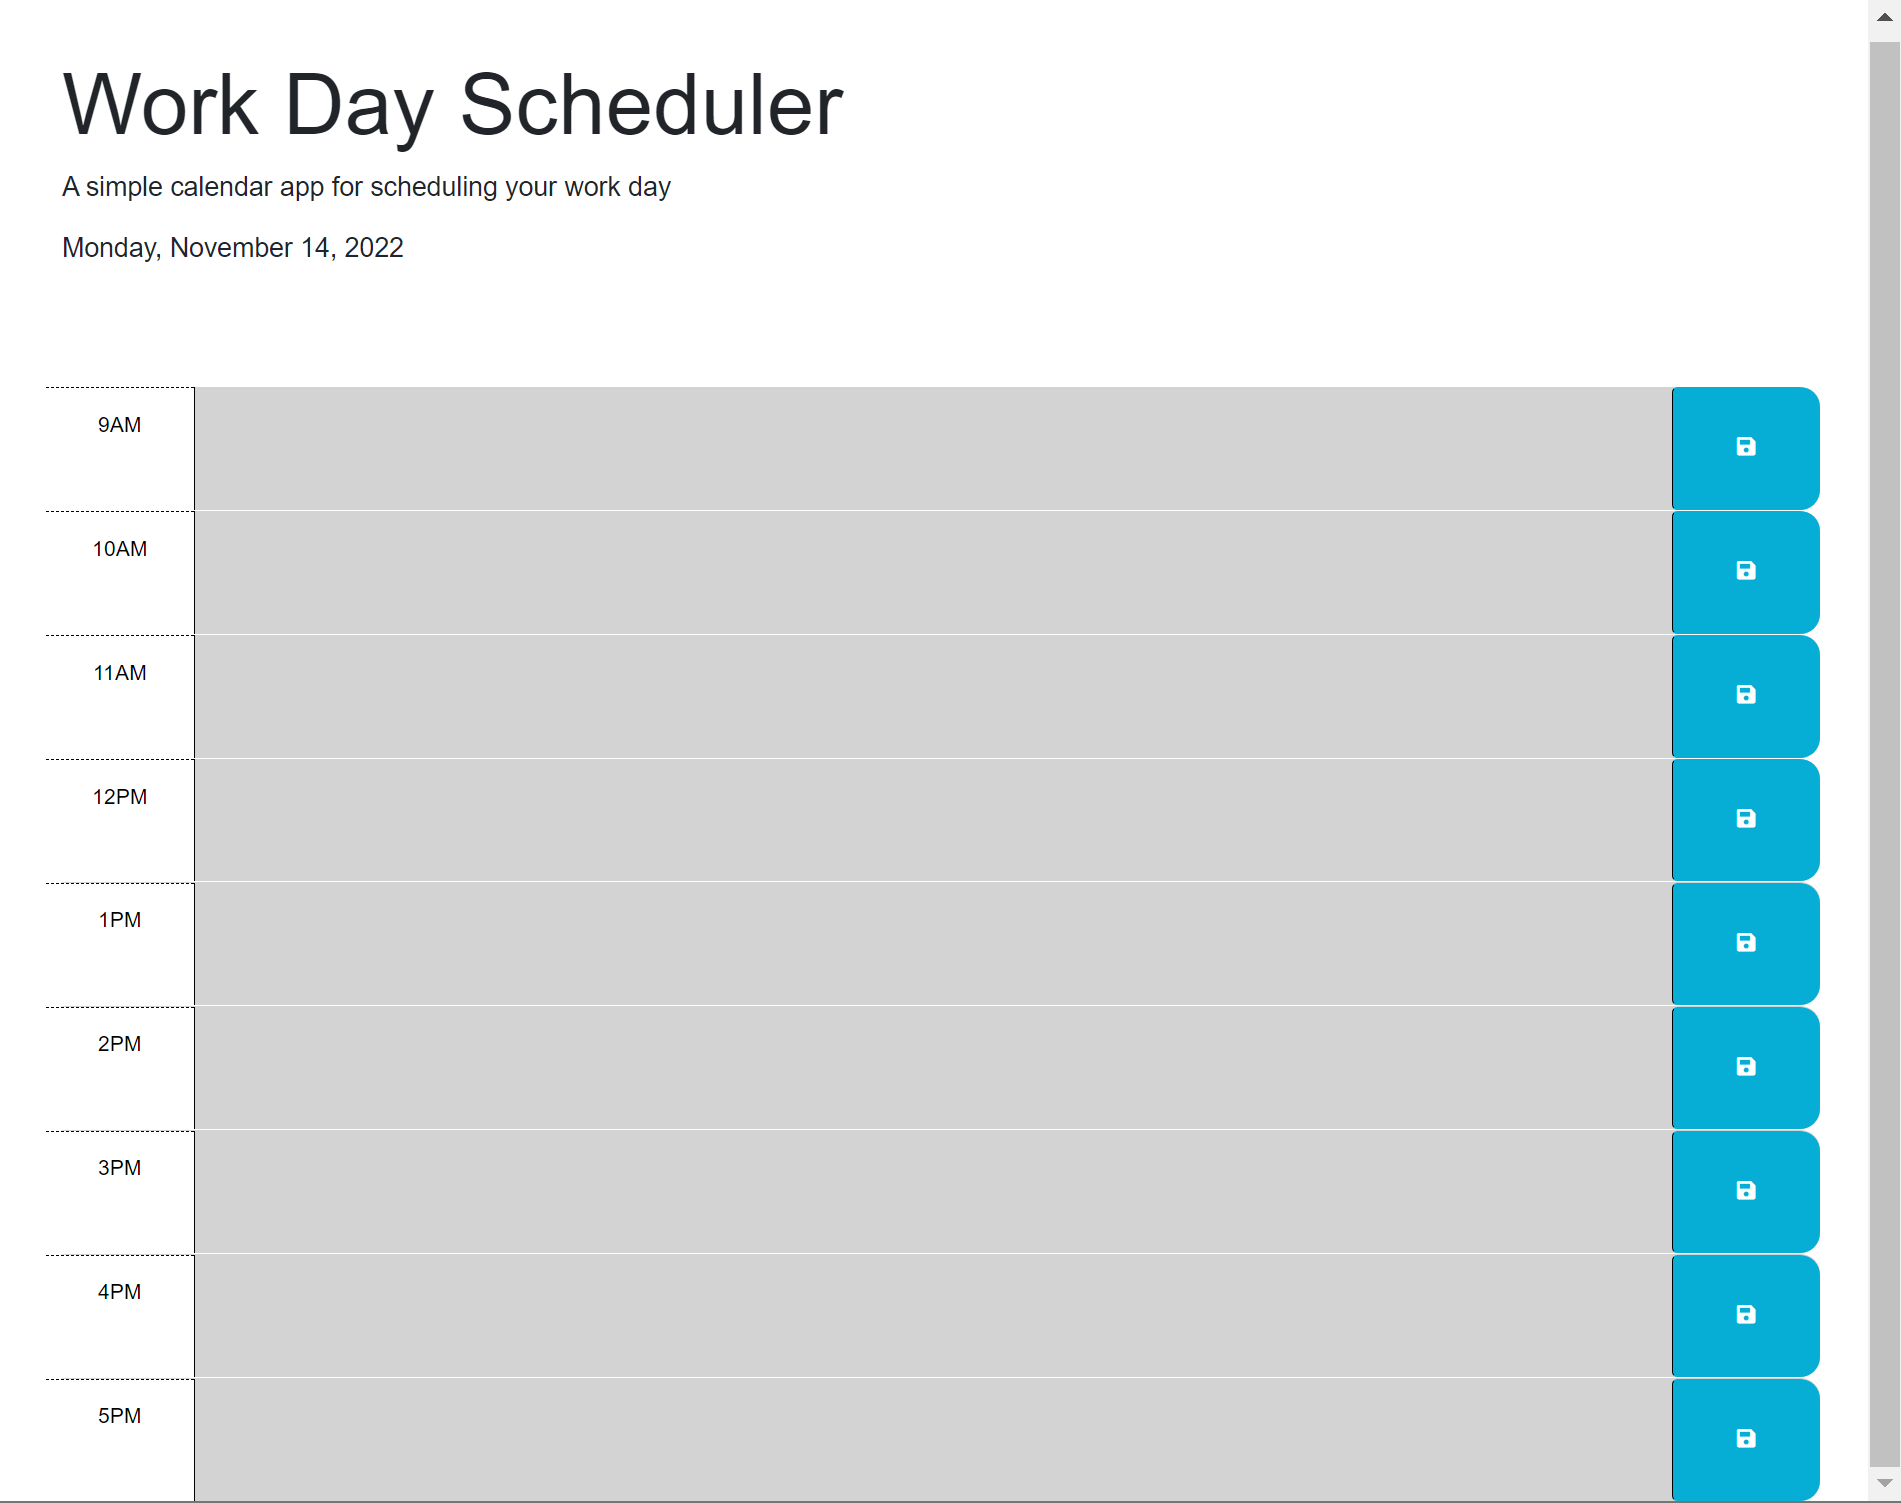 Work Day Scheduler
A simple calendar app for scheduling your work day
Monday, November 14, 2022
9AM
10AM
11AM
12PM
1PM
2PM
3PM
4PM
5PM